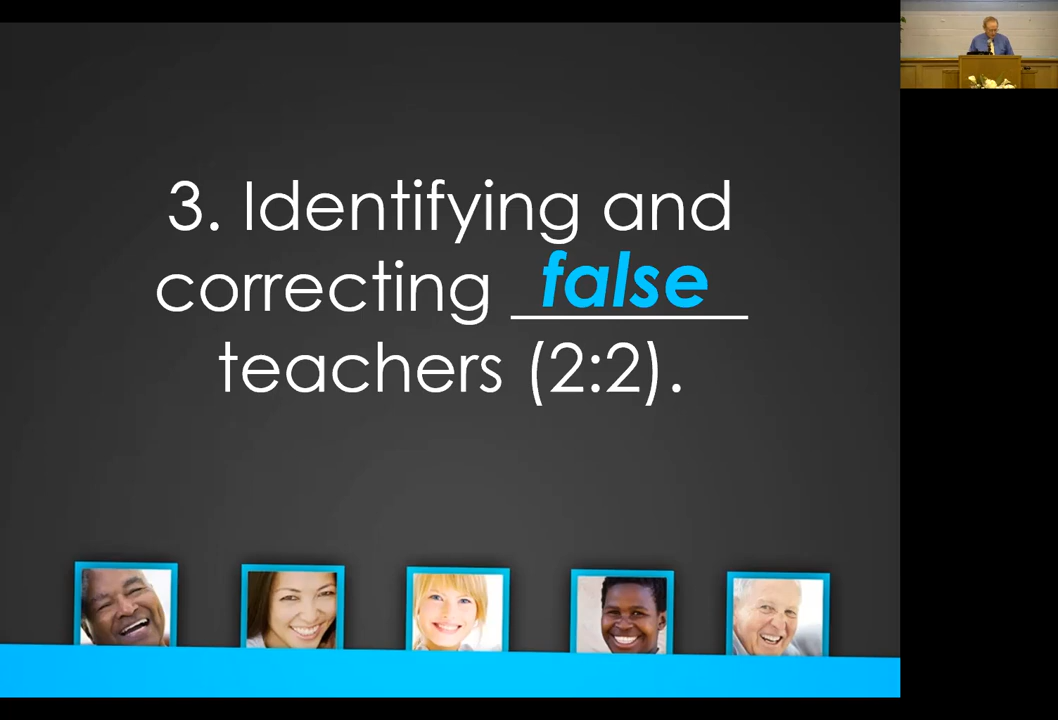 3. Identifying and
correcting false
teachers (2:2).